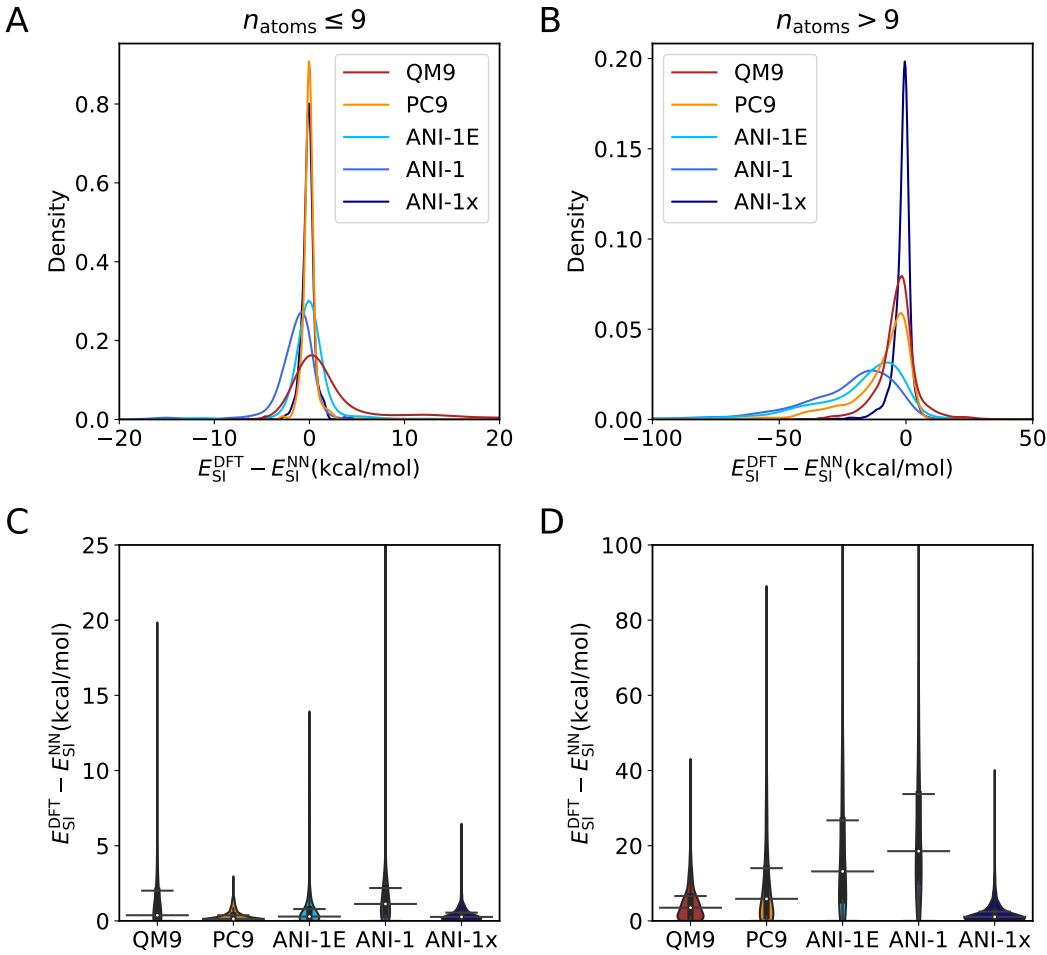 A
n_atoms ≤ 9
Density
0.8
0.6
0.4
0.2
0.0
QM9
PC9
ANI-1E
ANI-1
ANI-1x
−20
−10
0
10
20
E_SI^DFT − E_SI^NN(kcal/mol)
B
n_atoms > 9
Density
0.20
0.15
0.10
0.05
0.00
QM9
PC9
ANI-1E
ANI-1
ANI-1x
−100
−50
0
50
E_SI^DFT − E_SI^NN(kcal/mol)
C
E_SI^DFT − E_SI^NN(kcal/mol)
25
20
15
10
5
0
QM9
PC9
ANI-1E
ANI-1
ANI-1x
D
E_SI^DFT − E_SI^NN(kcal/mol)
100
80
60
40
20
0
QM9
PC9
ANI-1E
ANI-1
ANI-1x